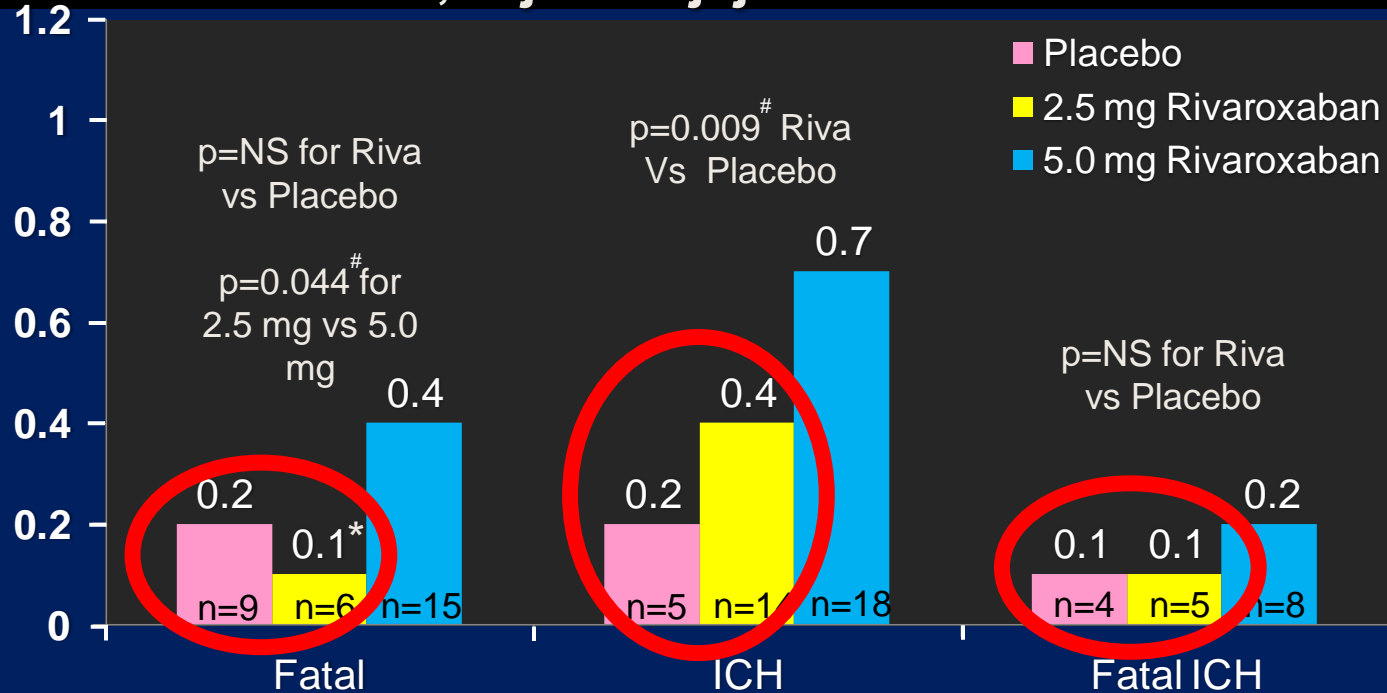 1.2
1
0.8
0.6
0.4
0.2
0
Placebo
2.5 mg Rivaroxaban
5.0 mg Rivaroxaban
p=NS for Riva
vs Placebo
p=0.044# for
2.5 mg vs 5.0
mg
0.2
0.1*
0.4
n=9
n=6
n=15
Fatal
p=0.009# Riva
Vs Placebo
0.2
0.4
0.7
n=5
n=14
n=18
ICH
p=NS for Riva
vs Placebo
0.1
0.1
0.2
n=4
n=5
n=8
Fatal ICH